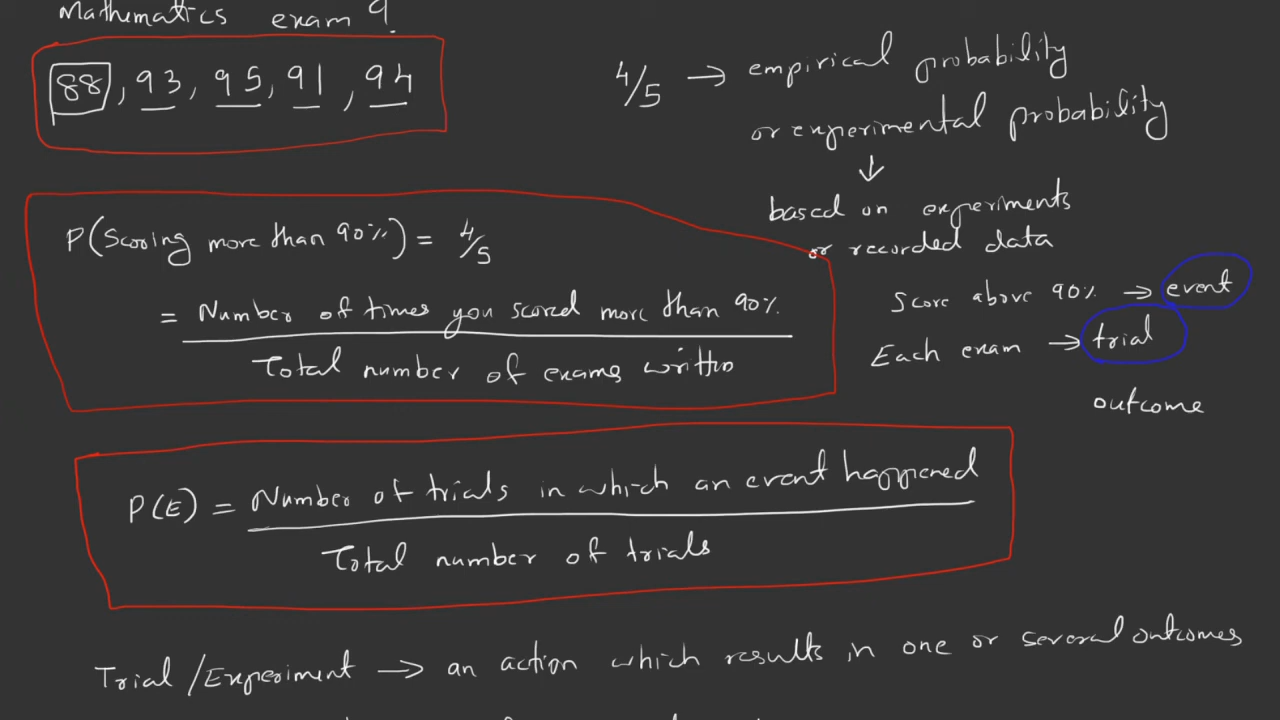 Mathematics exam ?
88, 93, 95, 91, 94
4/5 → empirical probability
or experimental probability
↓
based on experiments
or recorded data
P(Scoring more than 90%) = 4/5
= Number of times you scored more than 90%
Total number of exams written
Score above 90% → event
Each exam → trial
outcome
P(E) = Number of trials in which an event happened
Total number of trials
Trial/Experiment → an action which results in one or several outcomes